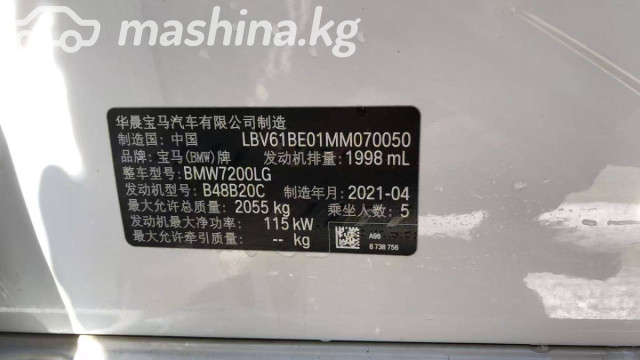 mashina.kg
华晨宝马汽车有限公司制造
制造国: 中国 LBV61BE01MM070050
品牌: 宝马(BMW)牌 发动机排量: 1998 mL
整车型号: BMW7200LG
发动机型号: B48B20C 制造年月: 2021-04
最大允许总质量: 2055 kg 乘坐人数: 5
发动机最大净功率: 115 kW
最大允许牵引质量: -- kg
A96
8 738 756